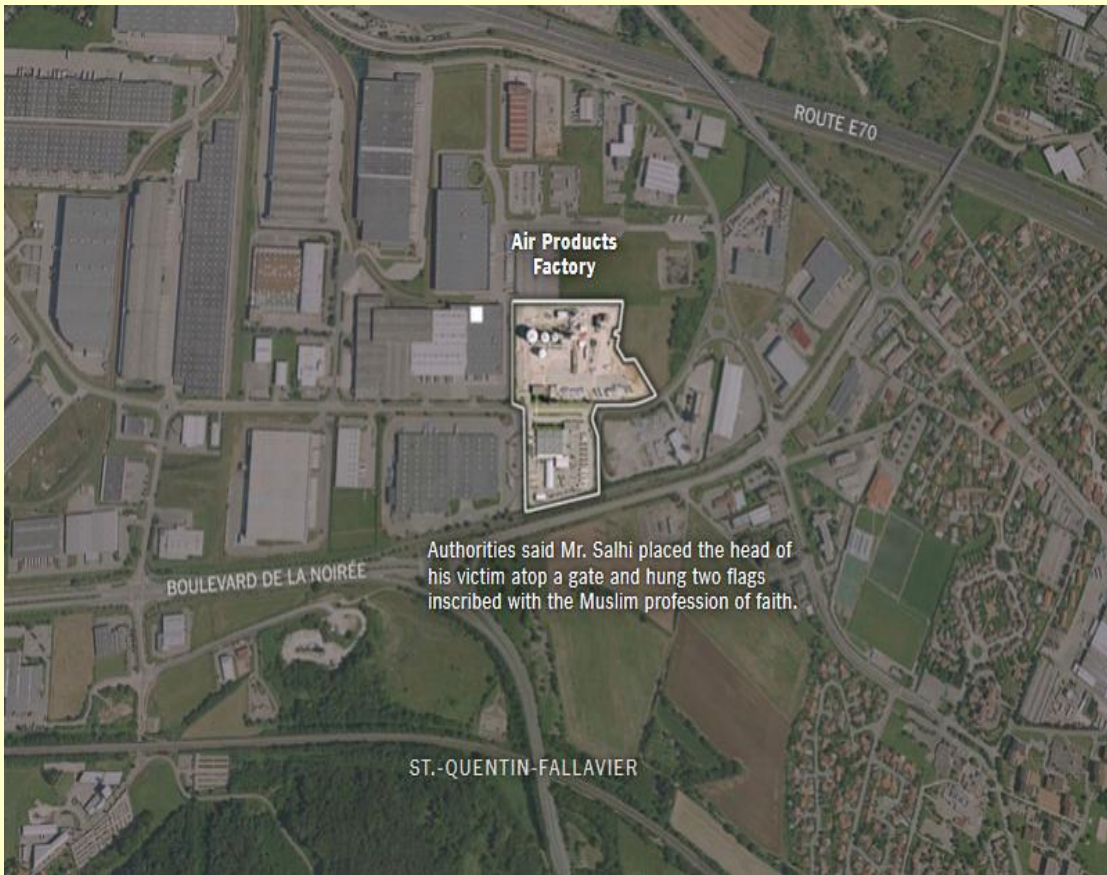 ROUTE E70
Air Products
Factory
Authorities said Mr. Salhi placed the head of
his victim atop a gate and hung two flags
inscribed with the Muslim profession of faith.
BOULEVARD DE LA NOIRÉE
ST.-QUENTIN-FALLAVIER